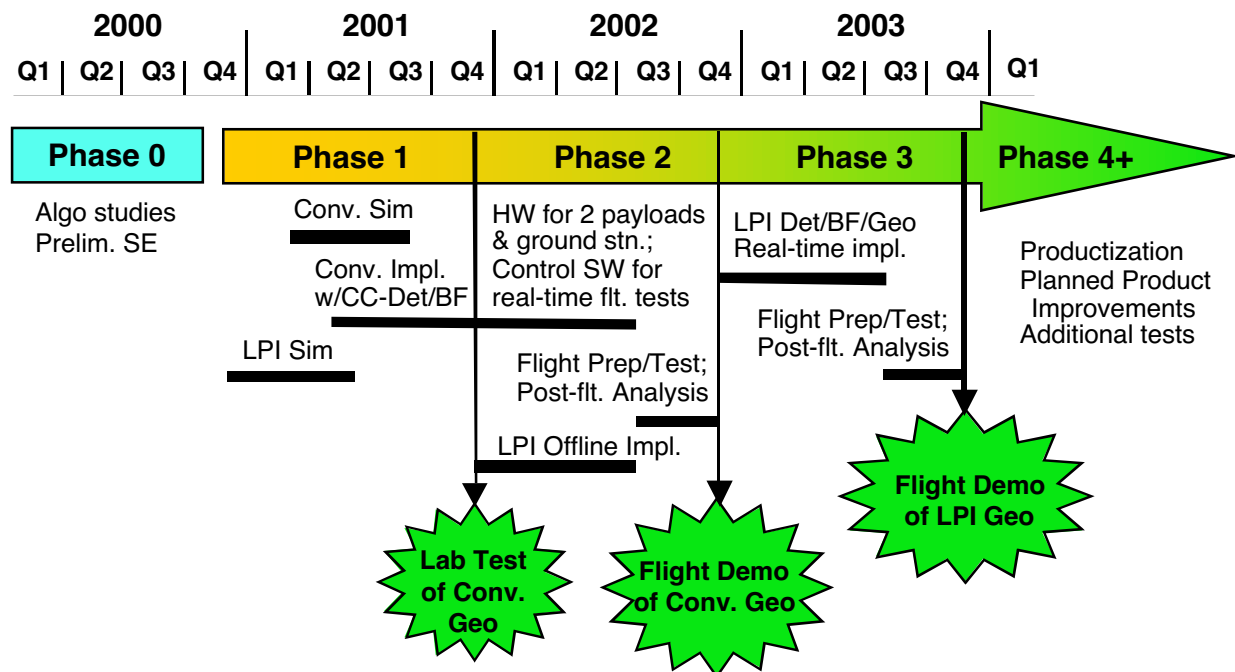 2000 2001 2002 2003
Q1 Q2 Q3 Q4 Q1 Q2 Q3 Q4 Q1 Q2 Q3 Q4 Q1 Q2 Q3 Q4 Q1
Phase 0 Phase 1 Phase 2 Phase 3 Phase 4+
Algo studies
Prelim. SE
Conv. Sim
Conv. Impl.
w/CC-Det/BF
LPI Sim
HW for 2 payloads
& ground stn.;
Control SW for
real-time flt. tests
Flight Prep/Test;
Post-flt. Analysis
LPI Offline Impl.
LPI Det/BF/Geo
Real-time impl.
Flight Prep/Test;
Post-flt. Analysis
Productization
Planned Product
Improvements
Additional tests
Lab Test
of Conv.
Geo
Flight Demo
of Conv. Geo
Flight Demo
of LPI Geo